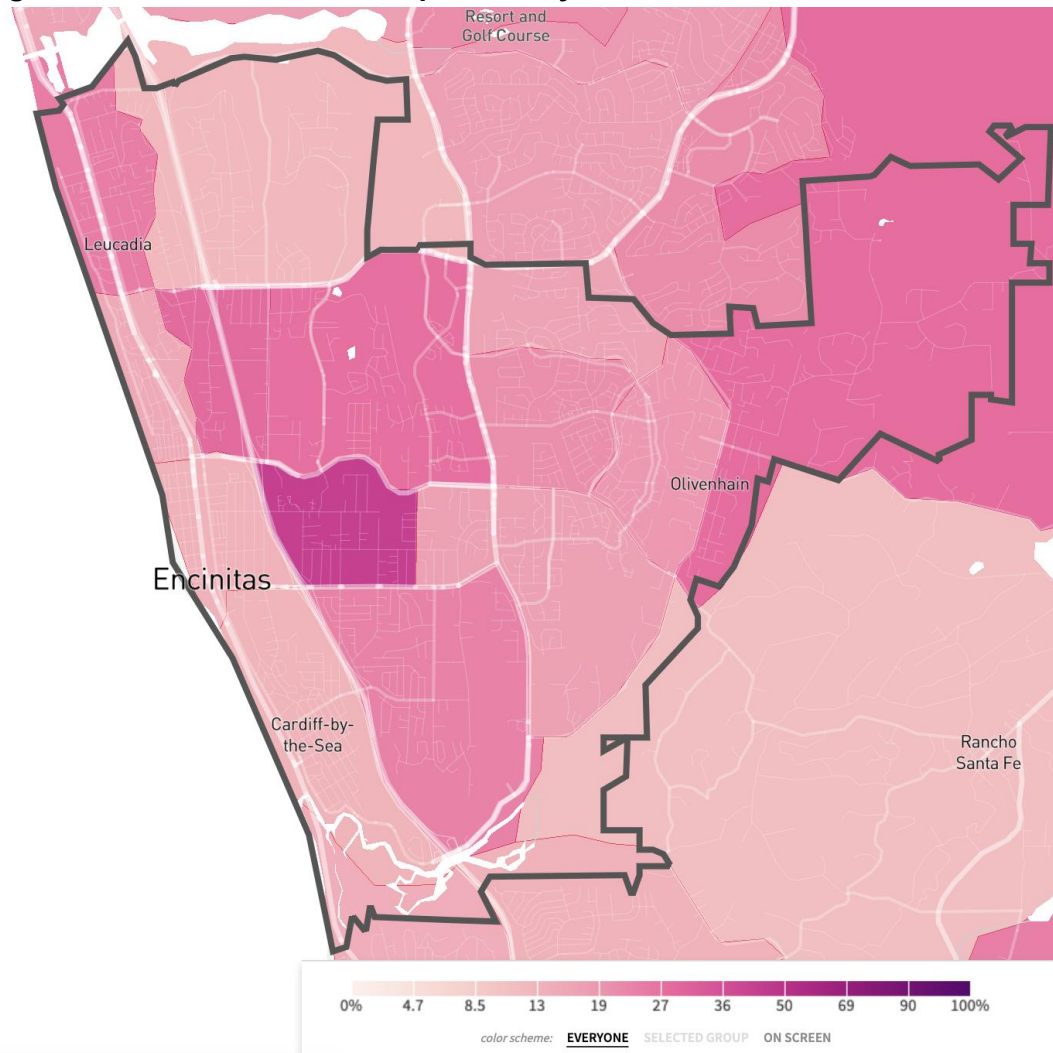 Resort and
Golf Course
Leucadia
Olivenhain
Encinitas
Cardiff-by-
the-Sea
Rancho
Santa Fe
0% 4.7 8.5 13 19 27 36 50 69 90 100%
color scheme: EVERYONE SELECTED GROUP ON SCREEN